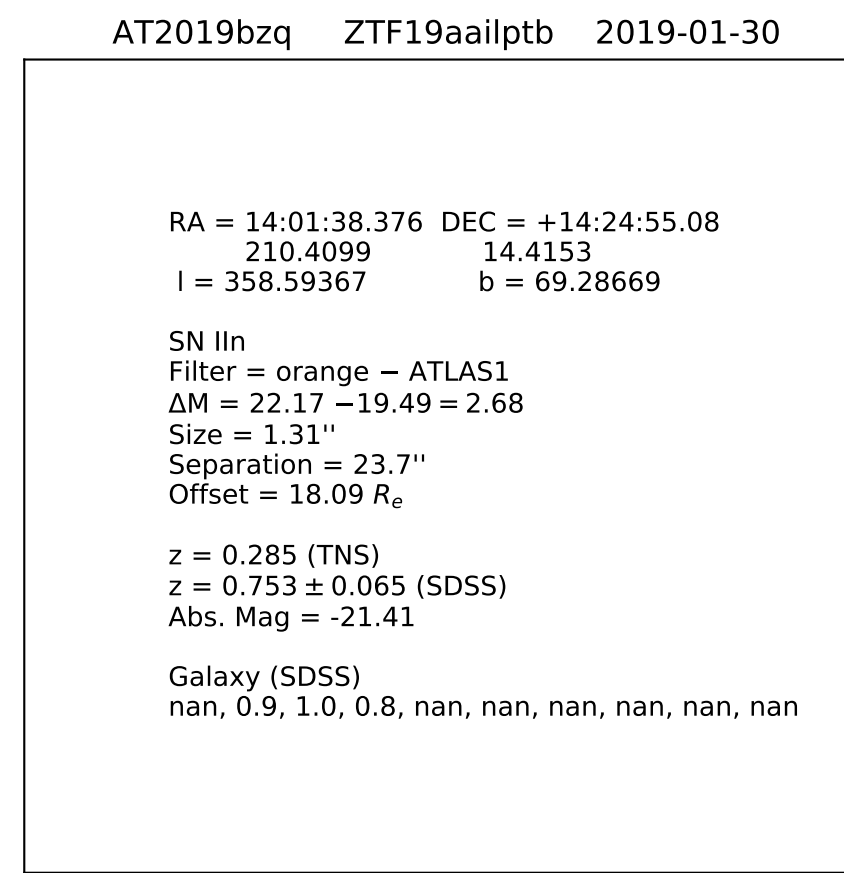 AT2019bzq ZTF19aailptb 2019-01-30
RA = 14:01:38.376 DEC = +14:24:55.08
210.4099 14.4153
l = 358.59367 b = 69.28669
SN IIn
Filter = orange − ATLAS1
ΔM = 22.17 −19.49 = 2.68
Size = 1.31''
Separation = 23.7''
Offset = 18.09 Rₑ
z = 0.285 (TNS)
z = 0.753 ± 0.065 (SDSS)
Abs. Mag = -21.41
Galaxy (SDSS)
nan, 0.9, 1.0, 0.8, nan, nan, nan, nan, nan, nan